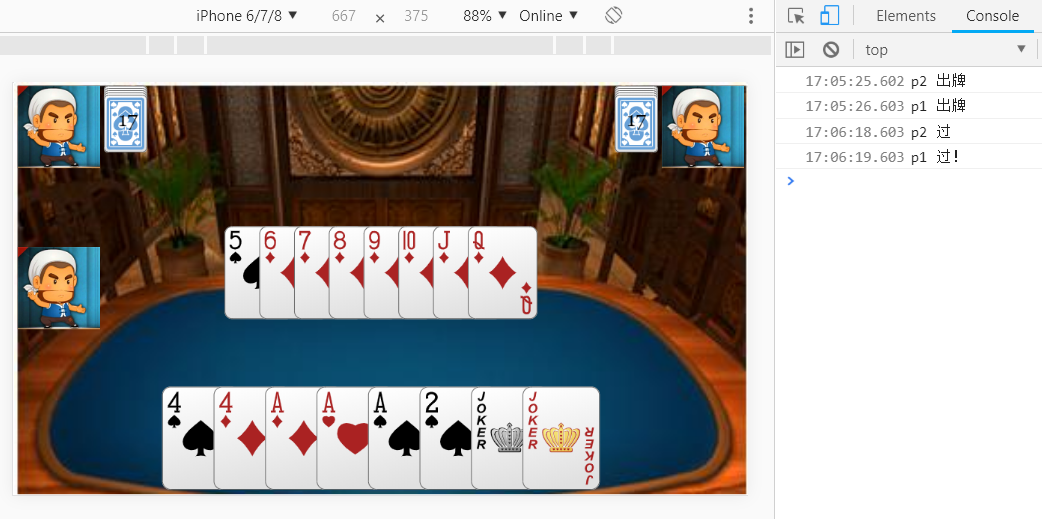 iPhone 6/7/8 ▼ 667 × 375 88% ▼ Online ▼
Elements Console
top ▼
17:05:25.602 p2 出牌
17:05:26.603 p1 出牌
17:06:18.603 p2 过
17:06:19.603 p1 过!
17 17
5 6 7 8 9 10 J Q Q
4 4 A A A 2 JOKER JOKER JOKER